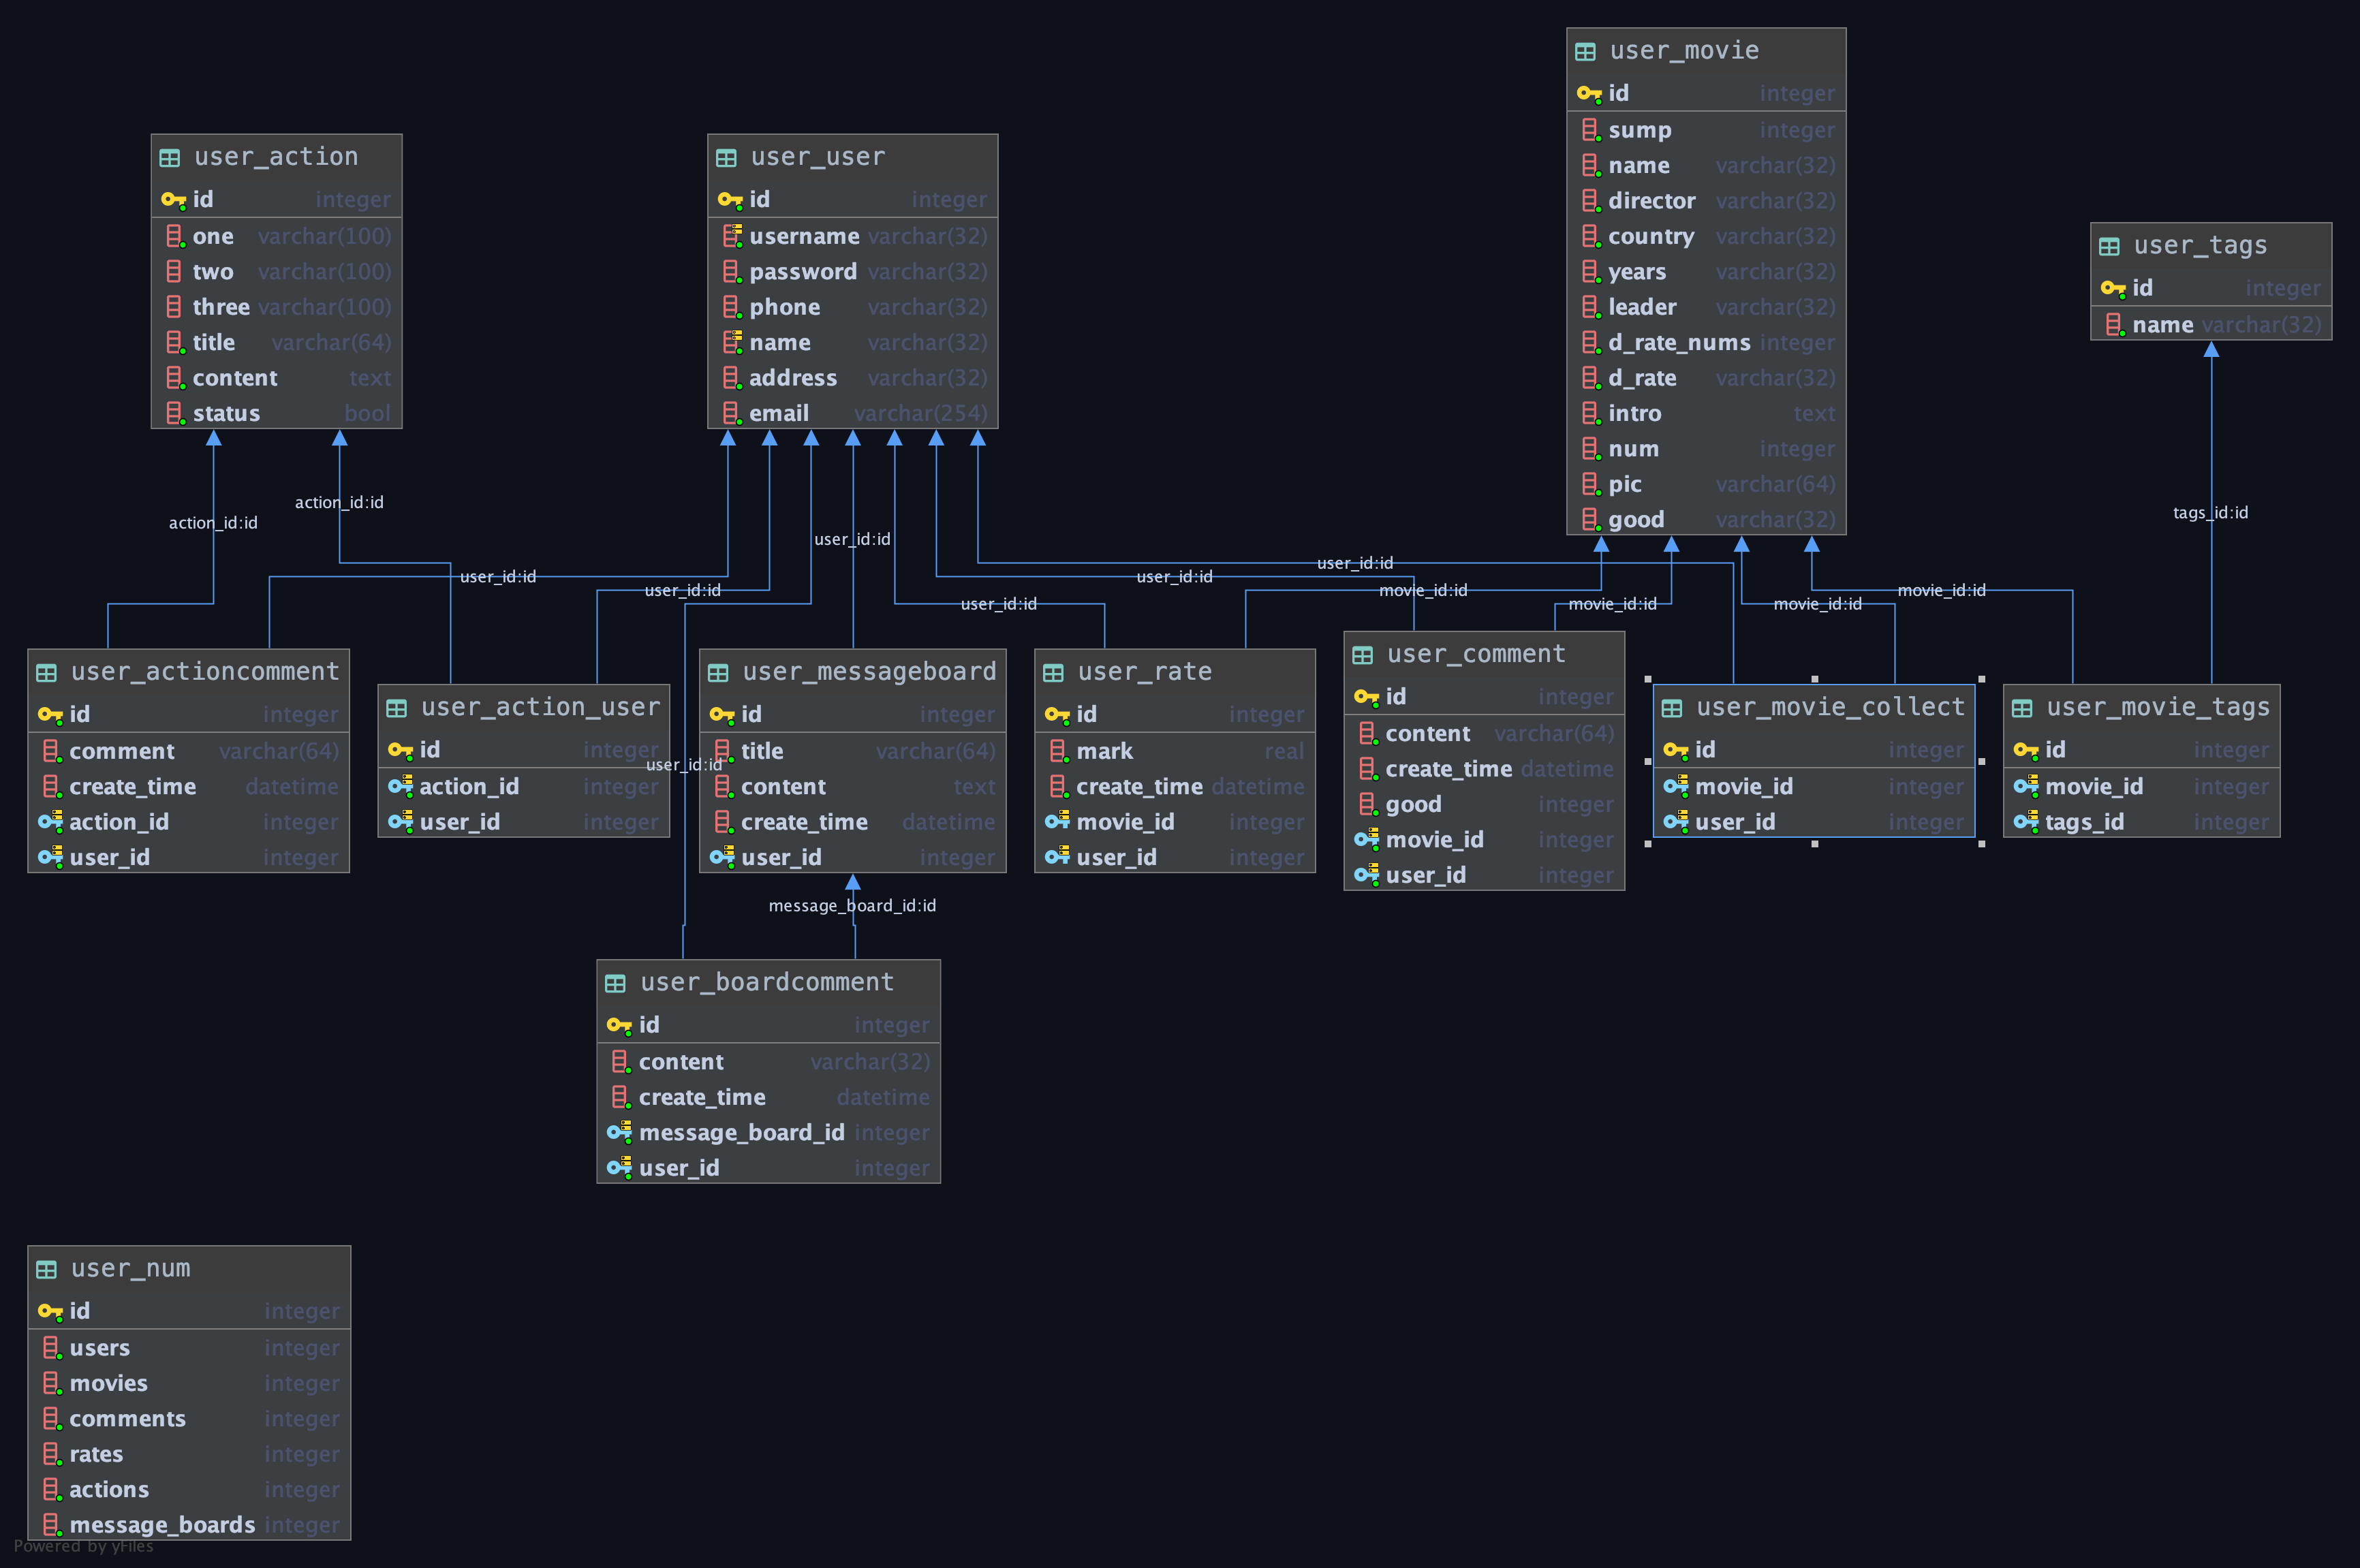 user_movie
id integer
sump integer
name varchar(32)
director varchar(32)
country varchar(32)
years varchar(32)
leader varchar(32)
d_rate_nums integer
d_rate varchar(32)
intro text
num integer
pic varchar(64)
good varchar(32)
user_action
id integer
one varchar(100)
two varchar(100)
three varchar(100)
title varchar(64)
content text
status bool
user_user
id integer
username varchar(32)
password varchar(32)
phone varchar(32)
name varchar(32)
address varchar(32)
email varchar(254)
user_tags
id integer
name varchar(32)
action_id:id
action_id:id
user_id:id
tags_id:id
user_id:id
user_id:id
user_id:id
user_id:id
movie_id:id
movie_id:id
user_id:id
movie_id:id
movie_id:id
user_actioncomment
id integer
comment varchar(64)
create_time datetime
action_id integer
user_id integer
user_action_user
id integer
action_id integer
user_id integer
user_id:id
user_messageboard
id integer
title varchar(64)
content text
create_time datetime
user_id integer
user_rate
id integer
mark real
create_time datetime
movie_id integer
user_id integer
user_comment
id integer
content varchar(64)
create_time datetime
good integer
movie_id integer
user_id integer
user_movie_collect
id integer
movie_id integer
user_id integer
user_movie_tags
id integer
movie_id integer
tags_id integer
message_board_id:id
user_boardcomment
id integer
content varchar(32)
create_time datetime
message_board_id integer
user_id integer
user_num
id integer
users integer
movies integer
comments integer
rates integer
actions integer
message_boards integer
Powered by yFiles